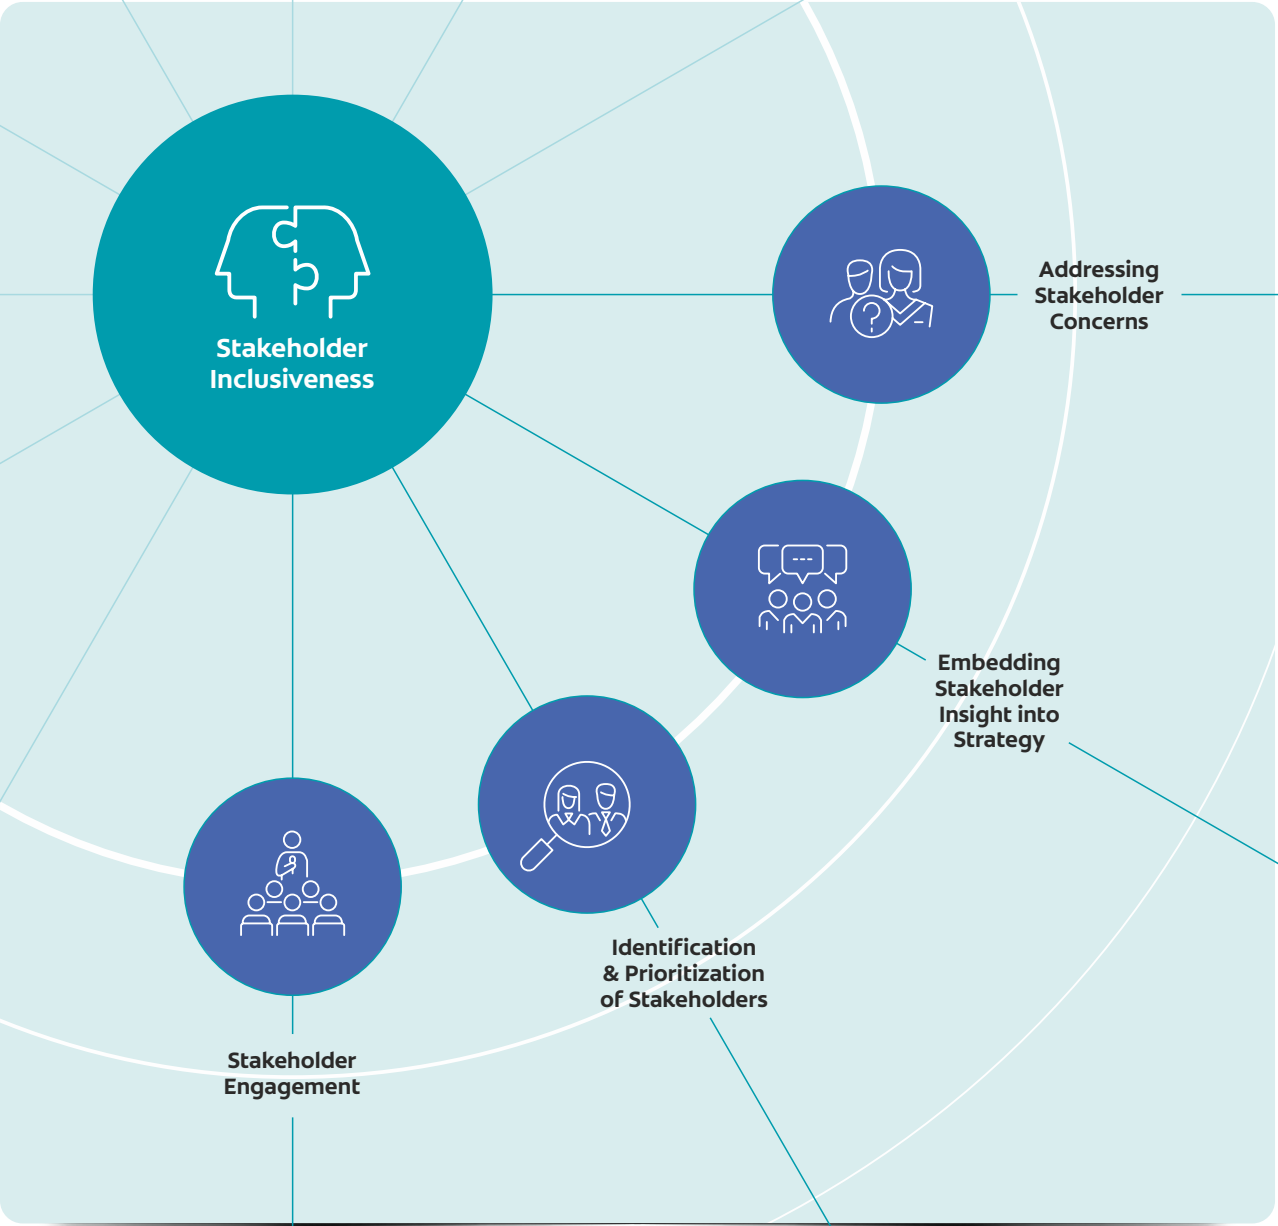 Stakeholder
Inclusiveness
Addressing
Stakeholder
Concerns
Embedding
Stakeholder
Insight into
Strategy
Identification
& Prioritization
of Stakeholders
Stakeholder
Engagement